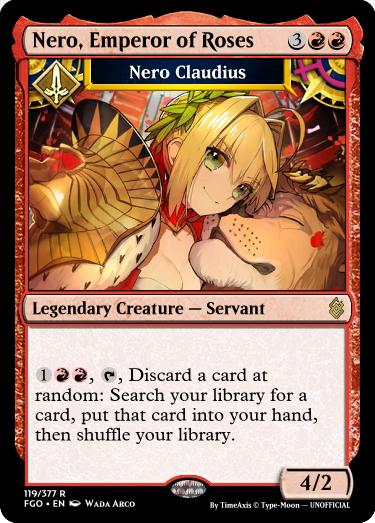 Nero, Emperor of Roses 3
Nero Claudius
Legendary Creature — Servant
1, , Discard a card at
random: Search your library for a
card, put that card into your hand,
then shuffle your library.
4/2
119/377 R
FGO • EN Wada Arco
By TimeAxis © Type-Moon — UNOFFICIAL